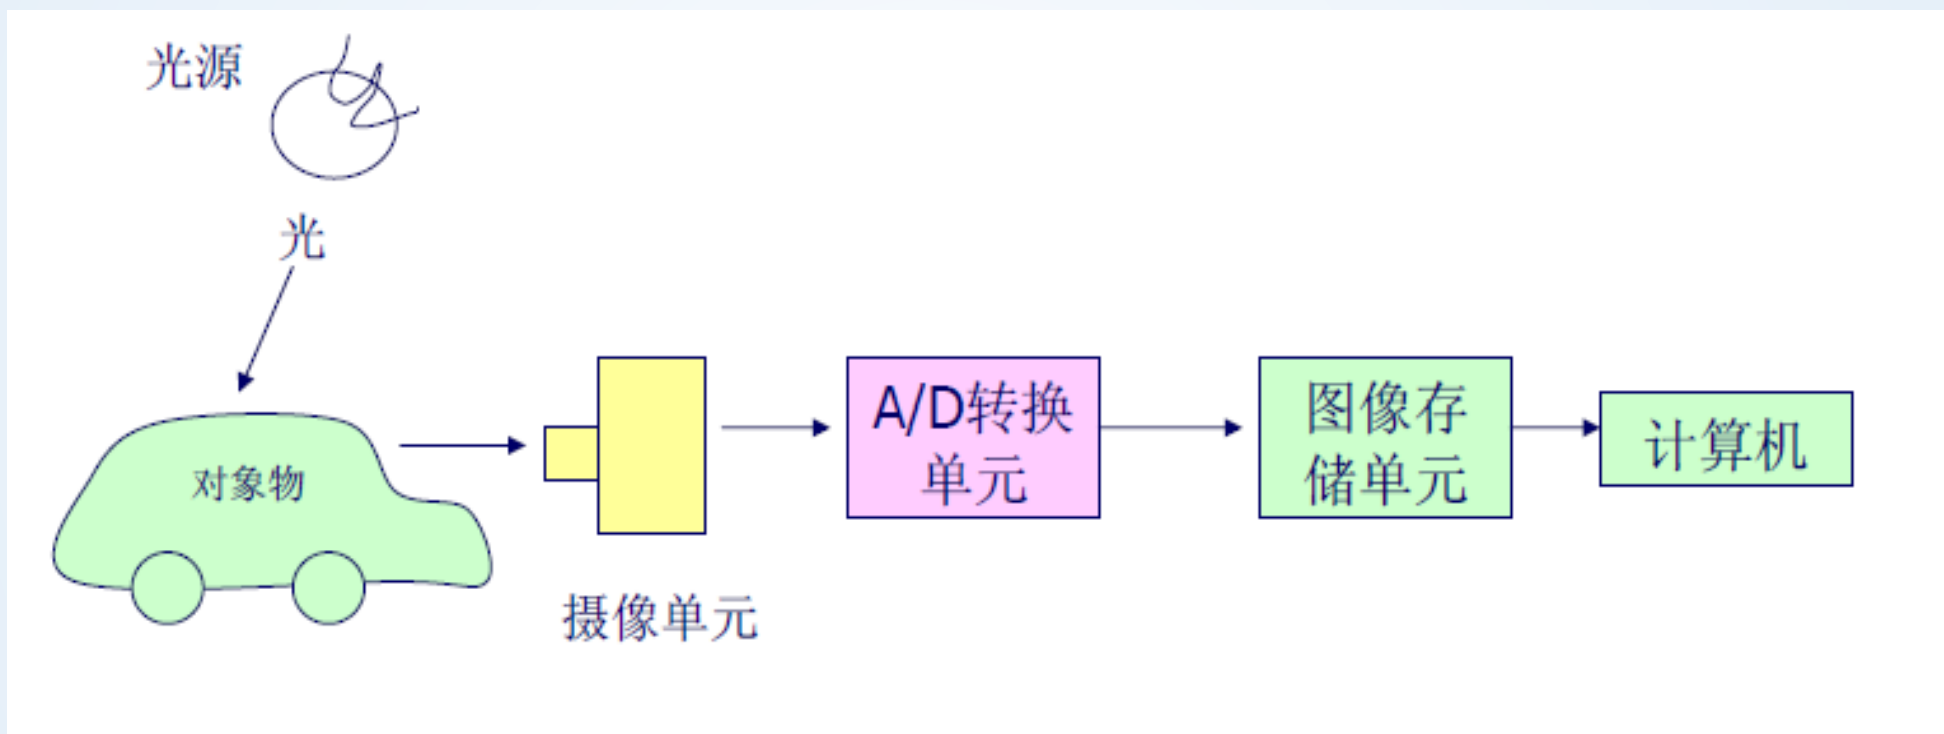 光源
光
对象物
摄像单元
A/D转换
单元
图像存
储单元
计算机